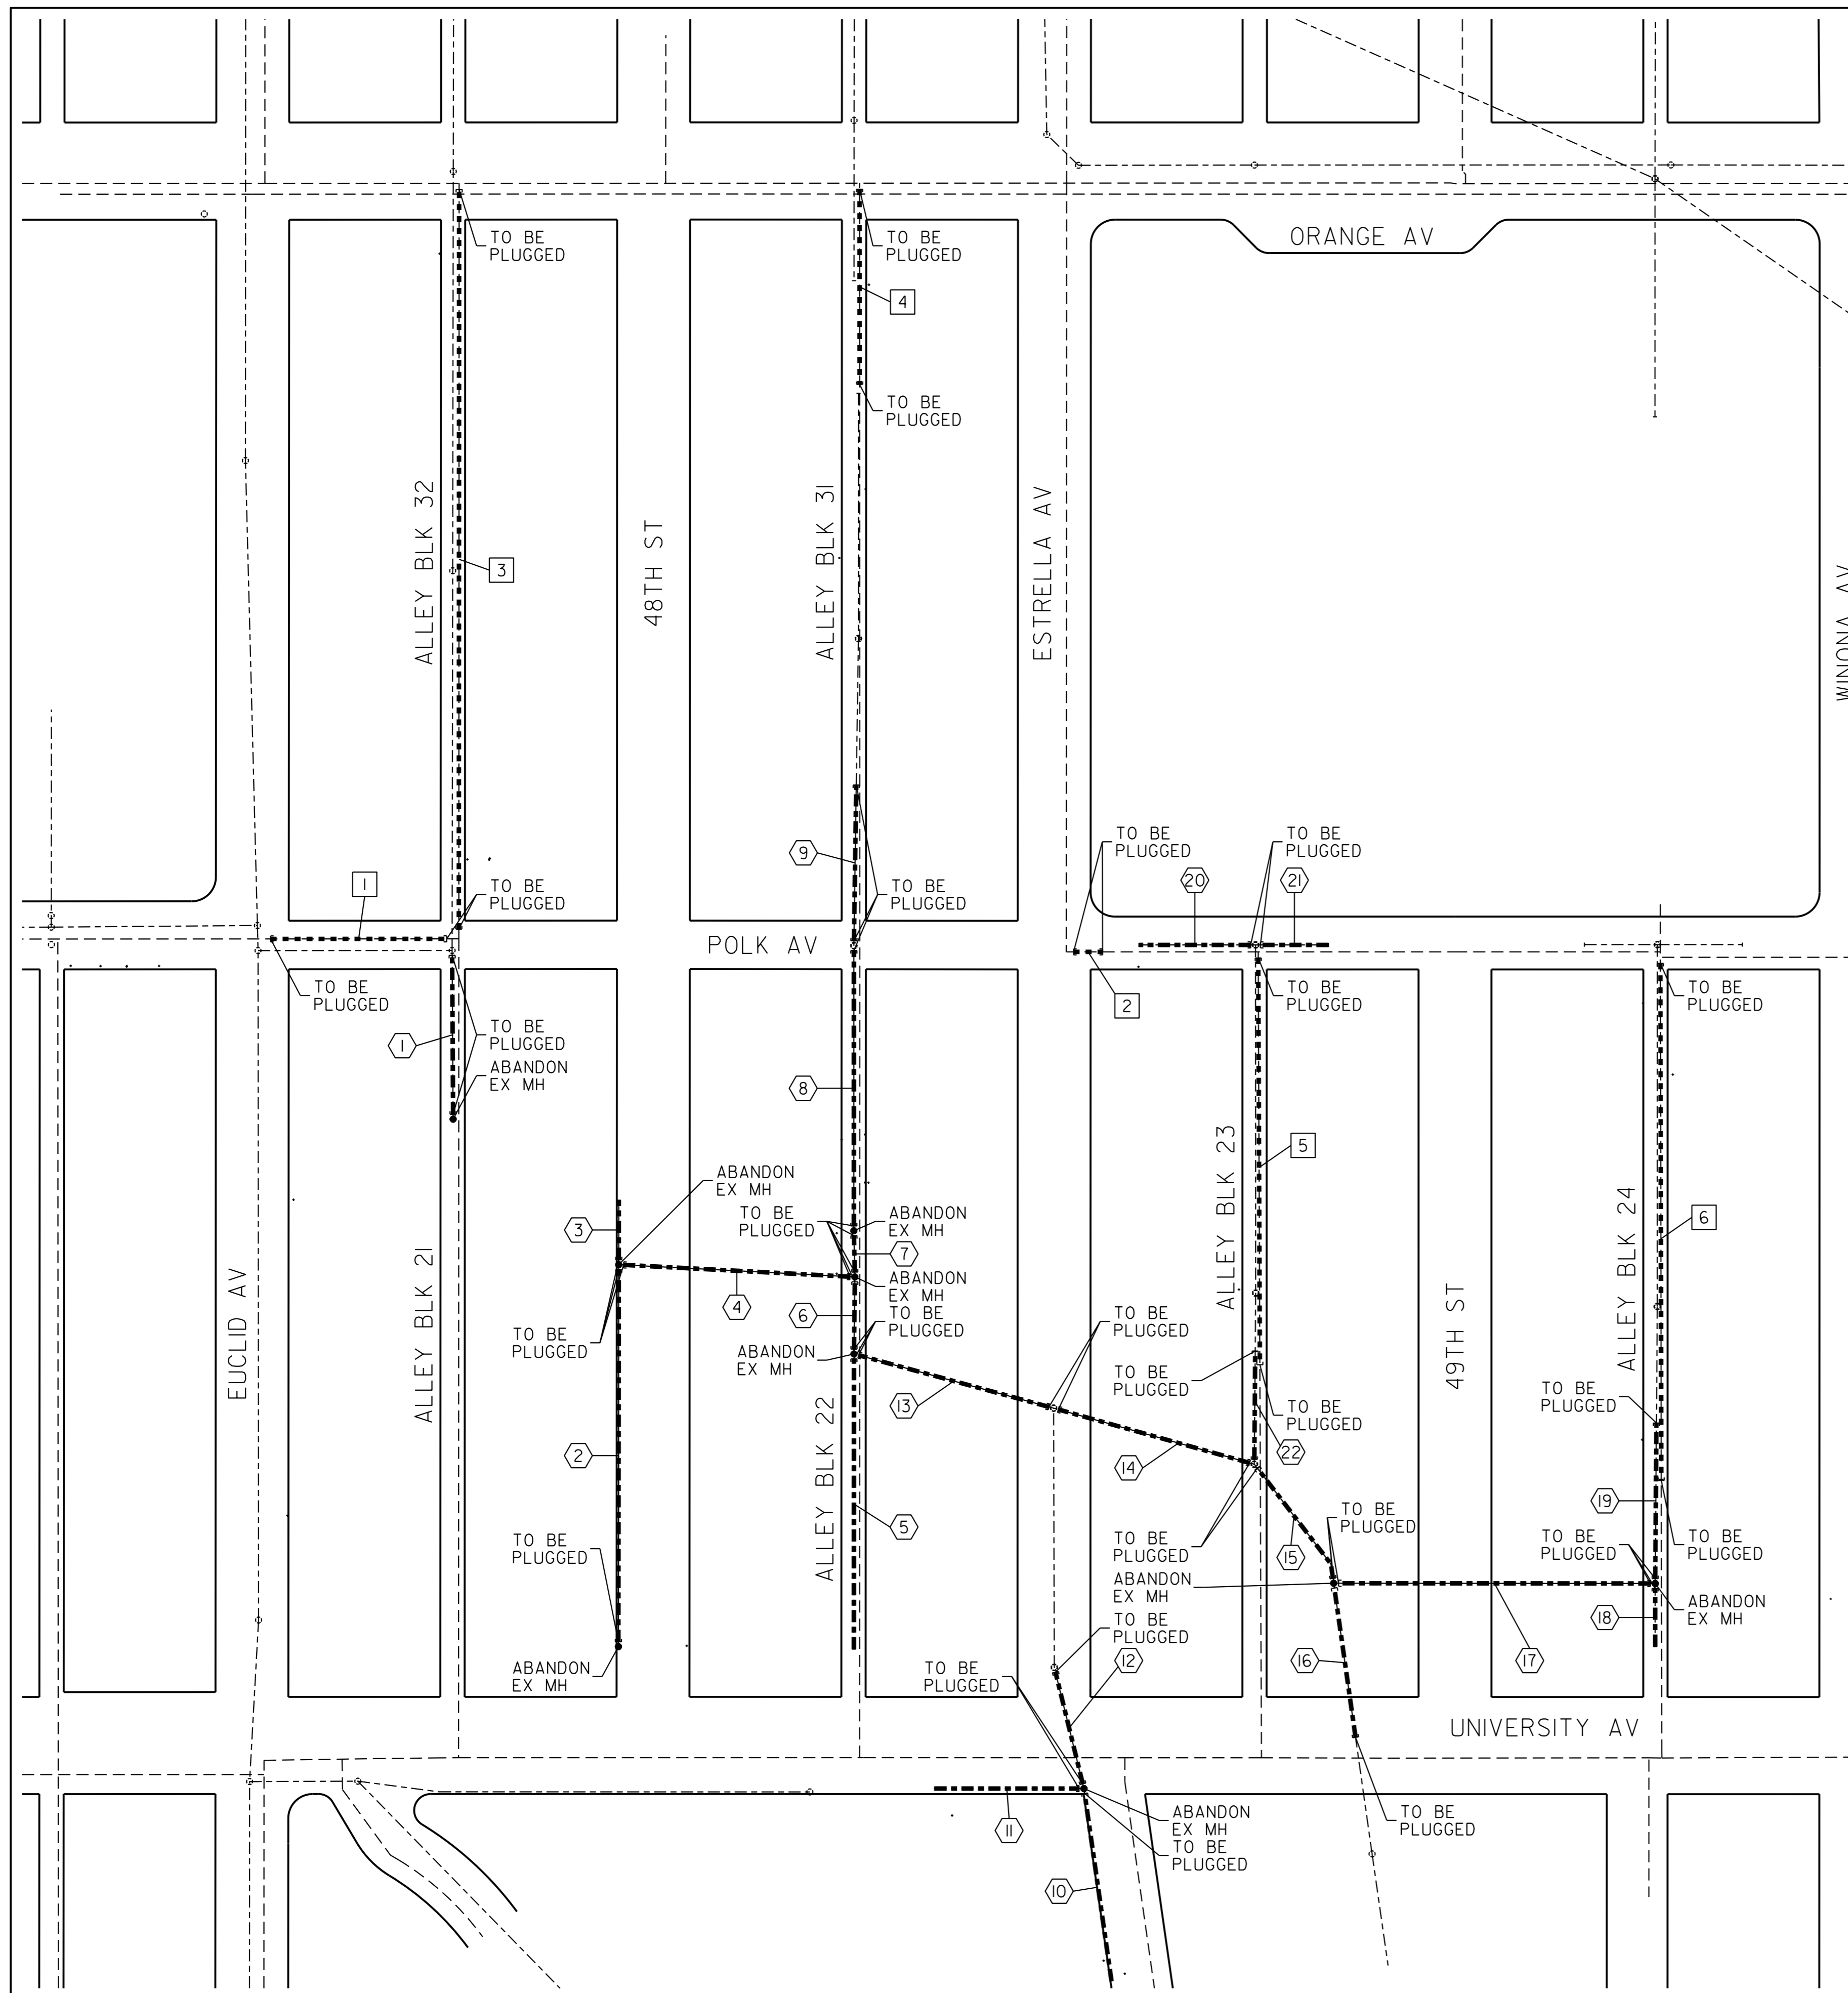 ORANGE AV
TO BE
PLUGGED
TO BE
PLUGGED
4
TO BE
PLUGGED
ALLEY BLK 32
48TH ST
ALLEY BLK 31
ESTRELLA AV
WINONA AV
3
TO BE
PLUGGED
TO BE
PLUGGED
9
1
TO BE
PLUGGED
TO BE
PLUGGED
20
21
POLK AV
TO BE
PLUGGED
2
TO BE
PLUGGED
TO BE
PLUGGED
TO BE
PLUGGED
1
ABANDON
EX MH
8
ALLEY BLK 23
5
ABANDON
EX MH
TO BE
PLUGGED
ABANDON
EX MH
3
7
ALLEY BLK 24
6
EUCLID AV
ALLEY BLK 21
4
ABANDON
EX MH
6
TO BE
PLUGGED
TO BE
PLUGGED
TO BE
PLUGGED
49TH ST
ABANDON
EX MH
TO BE
PLUGGED
13
TO BE
PLUGGED
TO BE
PLUGGED
ALLEY BLK 22
2
14
22
5
19
TO BE
PLUGGED
TO BE
PLUGGED
TO BE
PLUGGED
TO BE
PLUGGED
TO BE
PLUGGED
15
ABANDON
EX MH
ABANDON
EX MH
18
TO BE
PLUGGED
12
16
17
ABANDON
EX MH
TO BE
PLUGGED
UNIVERSITY AV
11
ABANDON
EX MH
TO BE
PLUGGED
TO BE
PLUGGED
10